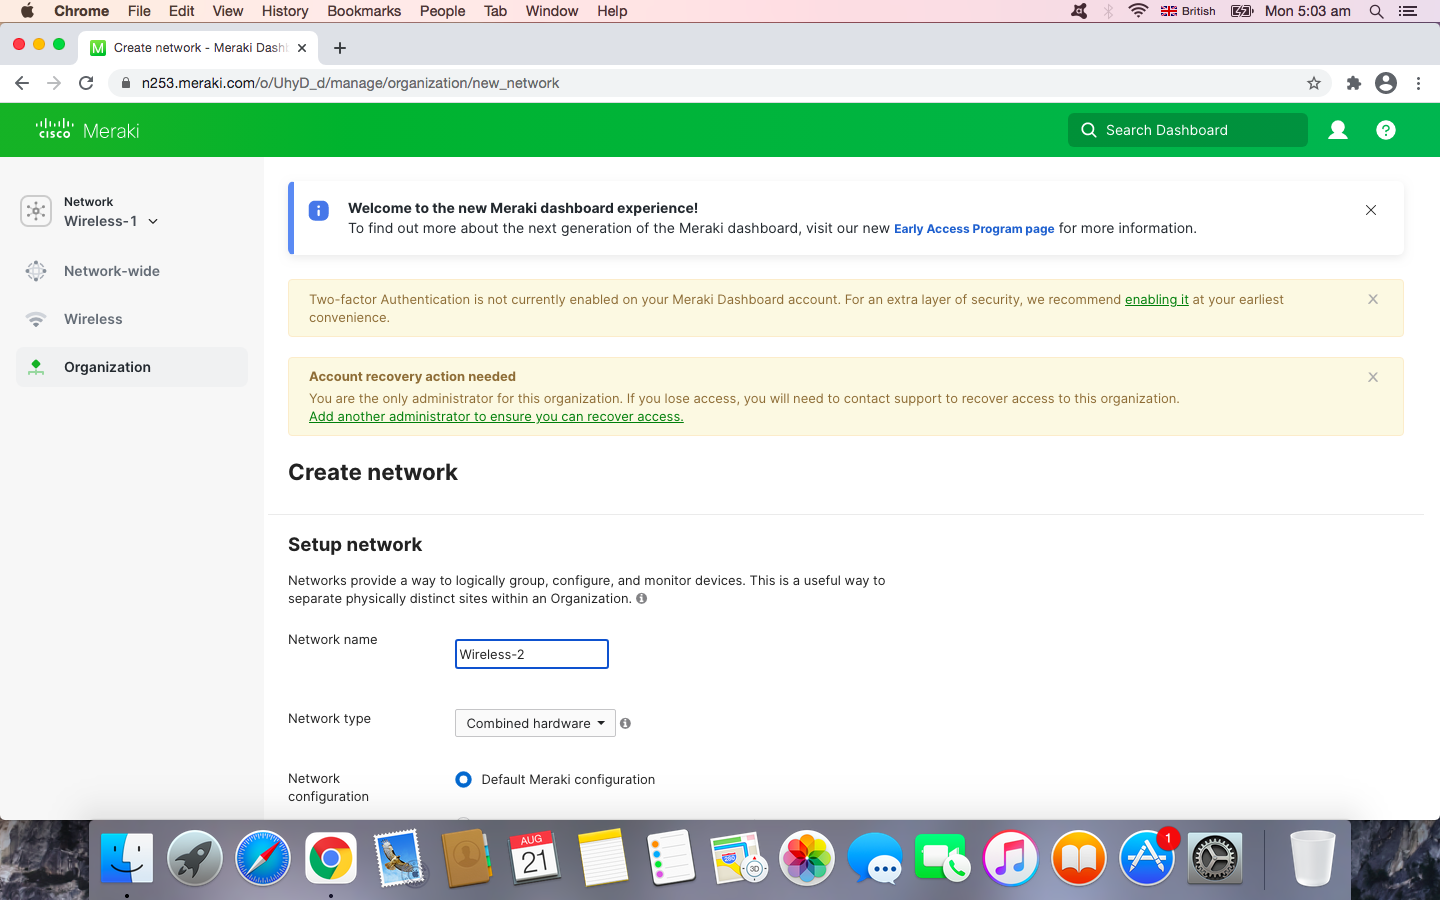 Chrome File Edit View History Bookmarks People Tab Window Help British Mon 5:03 am
M Create network - Meraki Dash
n253.meraki.com/o/UhyD_d/manage/organization/new_network
cisco Meraki Search Dashboard
Network
Wireless-1
Network-wide
Wireless
Organization
Welcome to the new Meraki dashboard experience!
To find out more about the next generation of the Meraki dashboard, visit our new Early Access Program page for more information.
Two-factor Authentication is not currently enabled on your Meraki Dashboard account. For an extra layer of security, we recommend enabling it at your earliest
convenience.
Account recovery action needed
You are the only administrator for this organization. If you lose access, you will need to contact support to recover access to this organization.
Add another administrator to ensure you can recover access.
Create network
Setup network
Networks provide a way to logically group, configure, and monitor devices. This is a useful way to
separate physically distinct sites within an Organization.
Network name
Wireless-2
Network type
Combined hardware
Network
configuration
Default Meraki configuration
AUG
21
280
3D
1